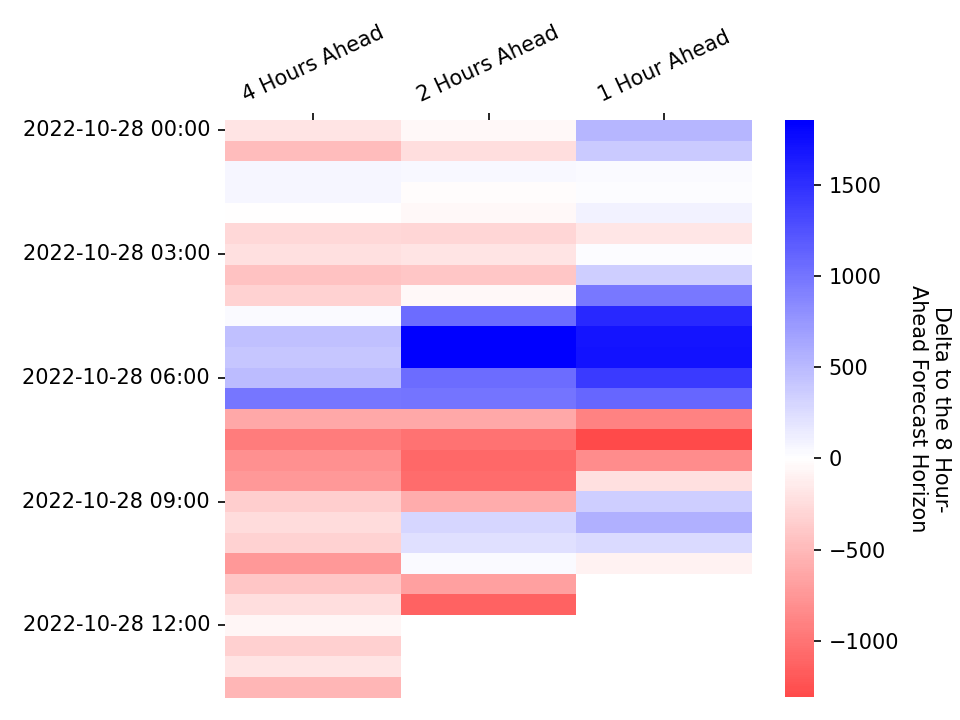 4 Hours Ahead
2 Hours Ahead
1 Hour Ahead
2022-10-28 00:00
2022-10-28 03:00
2022-10-28 06:00
2022-10-28 09:00
2022-10-28 12:00
1500
1000
500
0
−500
−1000
Delta to the 8 Hour-
Ahead Forecast Horizon